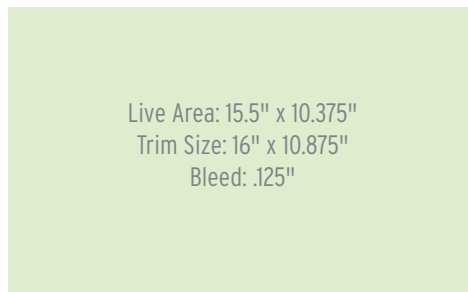 Live Area: 15.5" x 10.375"
Trim Size: 16" x 10.875"
Bleed: .125"